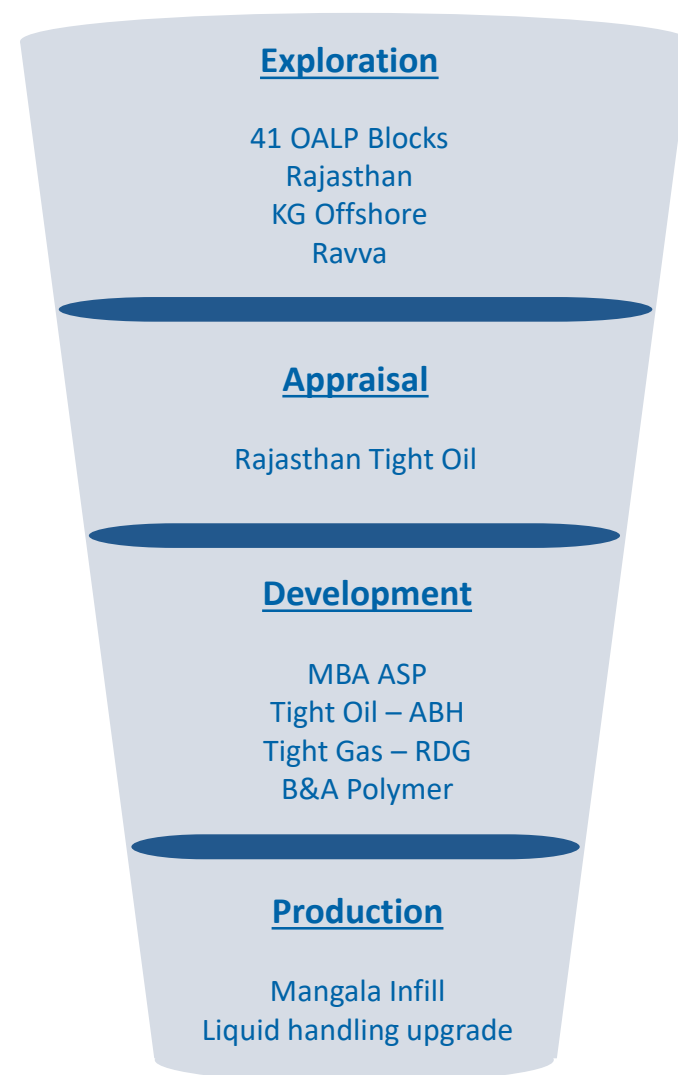 Exploration
41 OALP Blocks
Rajasthan
KG Offshore
Ravva
Appraisal
Rajasthan Tight Oil
Development
MBA ASP
Tight Oil – ABH
Tight Gas – RDG
B&A Polymer
Production
Mangala Infill
Liquid handling upgrade